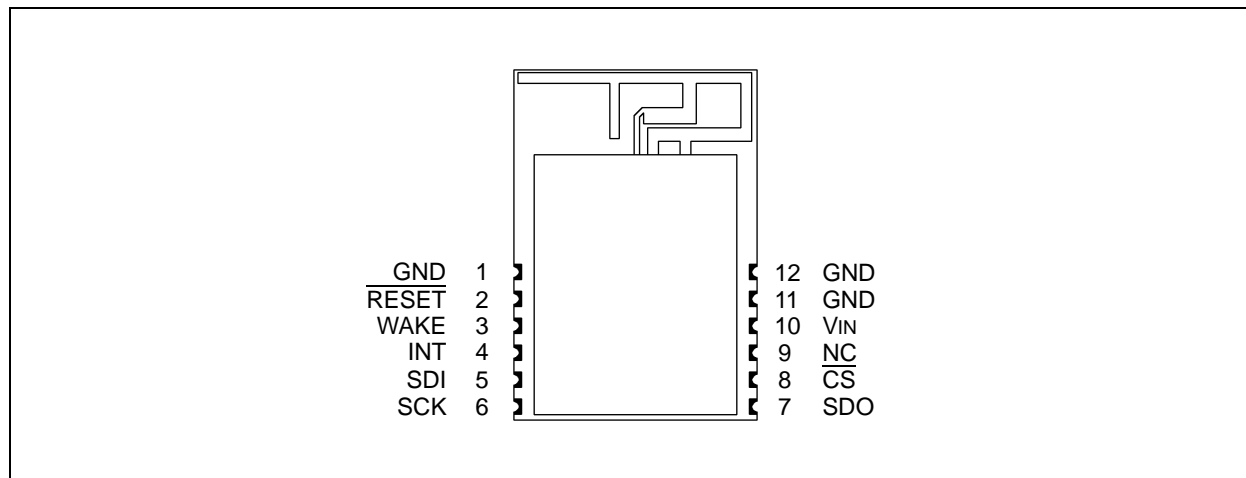 GND 1 12 GND
RESET 2 11 GND
WAKE 3 10 VIN
INT 4 9 NC
SDI 5 8 CS
SCK 6 7 SDO